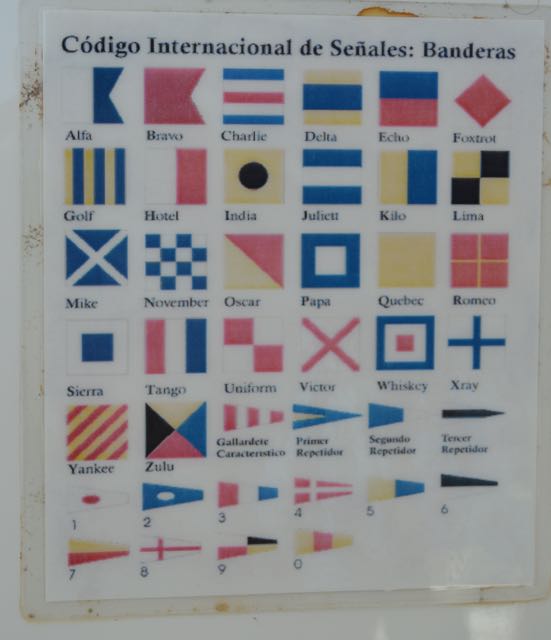 Código Internacional de Señales: Banderas
Alfa Bravo Charlie Delta Echo Foxtrot
Golf Hotel India Juliett Kilo Lima
Mike November Oscar Papa Quebec Romeo
Sierra Tango Uniform Victor Whiskey Xray
Yankee Zulu Gallardete Caracteristico Primer Repetidor Segundo Repetidor Tercer Repetidor
1 2 3 4 5 6
7 8 9 0